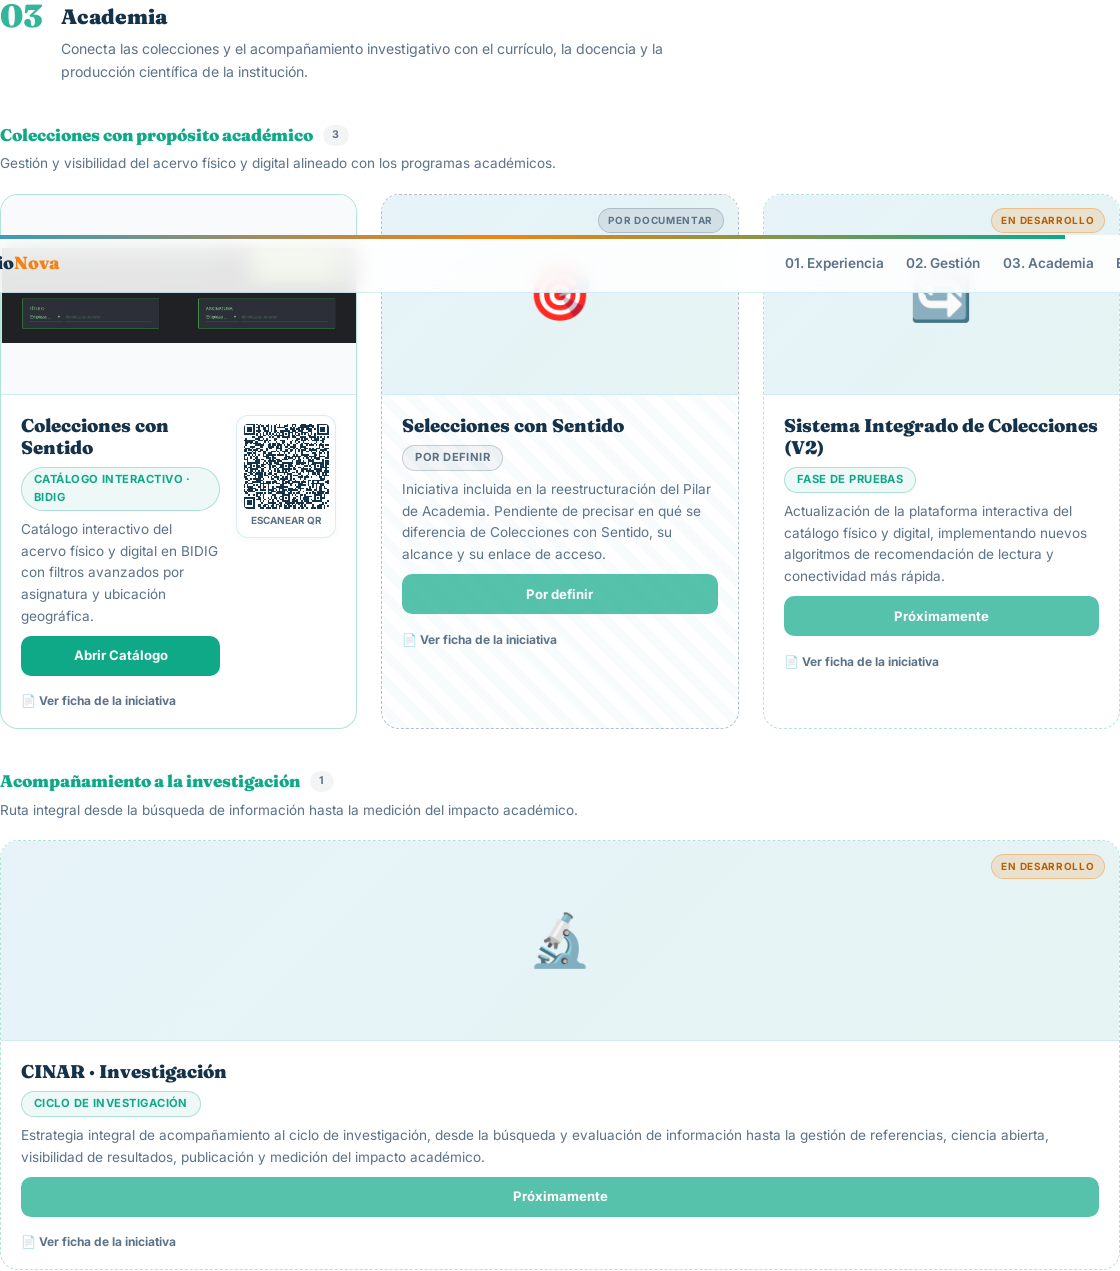 03 Academia
Conecta las colecciones y el acompañamiento investigativo con el currículo, la docencia y la
producción científica de la institución.
Colecciones con propósito académico 3
Gestión y visibilidad del acervo físico y digital alineado con los programas académicos.
POR DOCUMENTAR
EN DESARROLLO
ioNova
01. Experiencia 02. Gestión 03. Academia
TÍTULO
ASIGNATURA
Colecciones con
Sentido
CATÁLOGO INTERACTIVO ·
BIDIG
ESCANEAR QR
Catálogo interactivo del
acervo físico y digital en BIDIG
con filtros avanzados por
asignatura y ubicación
geográfica.
Abrir Catálogo
📄 Ver ficha de la iniciativa
Selecciones con Sentido
POR DEFINIR
Iniciativa incluida en la reestructuración del Pilar
de Academia. Pendiente de precisar en qué se
diferencia de Colecciones con Sentido, su
alcance y su enlace de acceso.
Por definir
📄 Ver ficha de la iniciativa
Sistema Integrado de Colecciones
(V2)
FASE DE PRUEBAS
Actualización de la plataforma interactiva del
catálogo físico y digital, implementando nuevos
algoritmos de recomendación de lectura y
conectividad más rápida.
Próximamente
📄 Ver ficha de la iniciativa
Acompañamiento a la investigación 1
Ruta integral desde la búsqueda de información hasta la medición del impacto académico.
EN DESARROLLO
CINAR · Investigación
CICLO DE INVESTIGACIÓN
Estrategia integral de acompañamiento al ciclo de investigación, desde la búsqueda y evaluación de información hasta la gestión de referencias, ciencia abierta,
visibilidad de resultados, publicación y medición del impacto académico.
Próximamente
📄 Ver ficha de la iniciativa